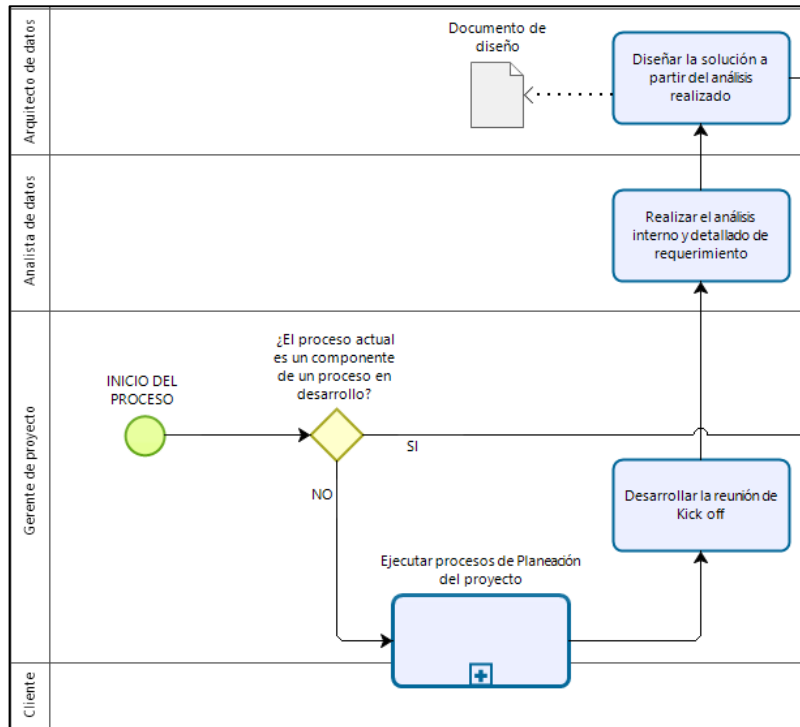 Arquitecto de datos
Documento de
diseño
Diseñar la solución a
partir del análisis
realizado
Analista de datos
Realizar el análisis
interno y detallado de
requerimiento
Gerente de proyecto
¿El proceso actual
es un componente
de un proceso en
desarrollo?
INICIO DEL
PROCESO
SI
NO
Desarrollar la reunión de
Kick off
Ejecutar procesos de Planeación
del proyecto
Cliente